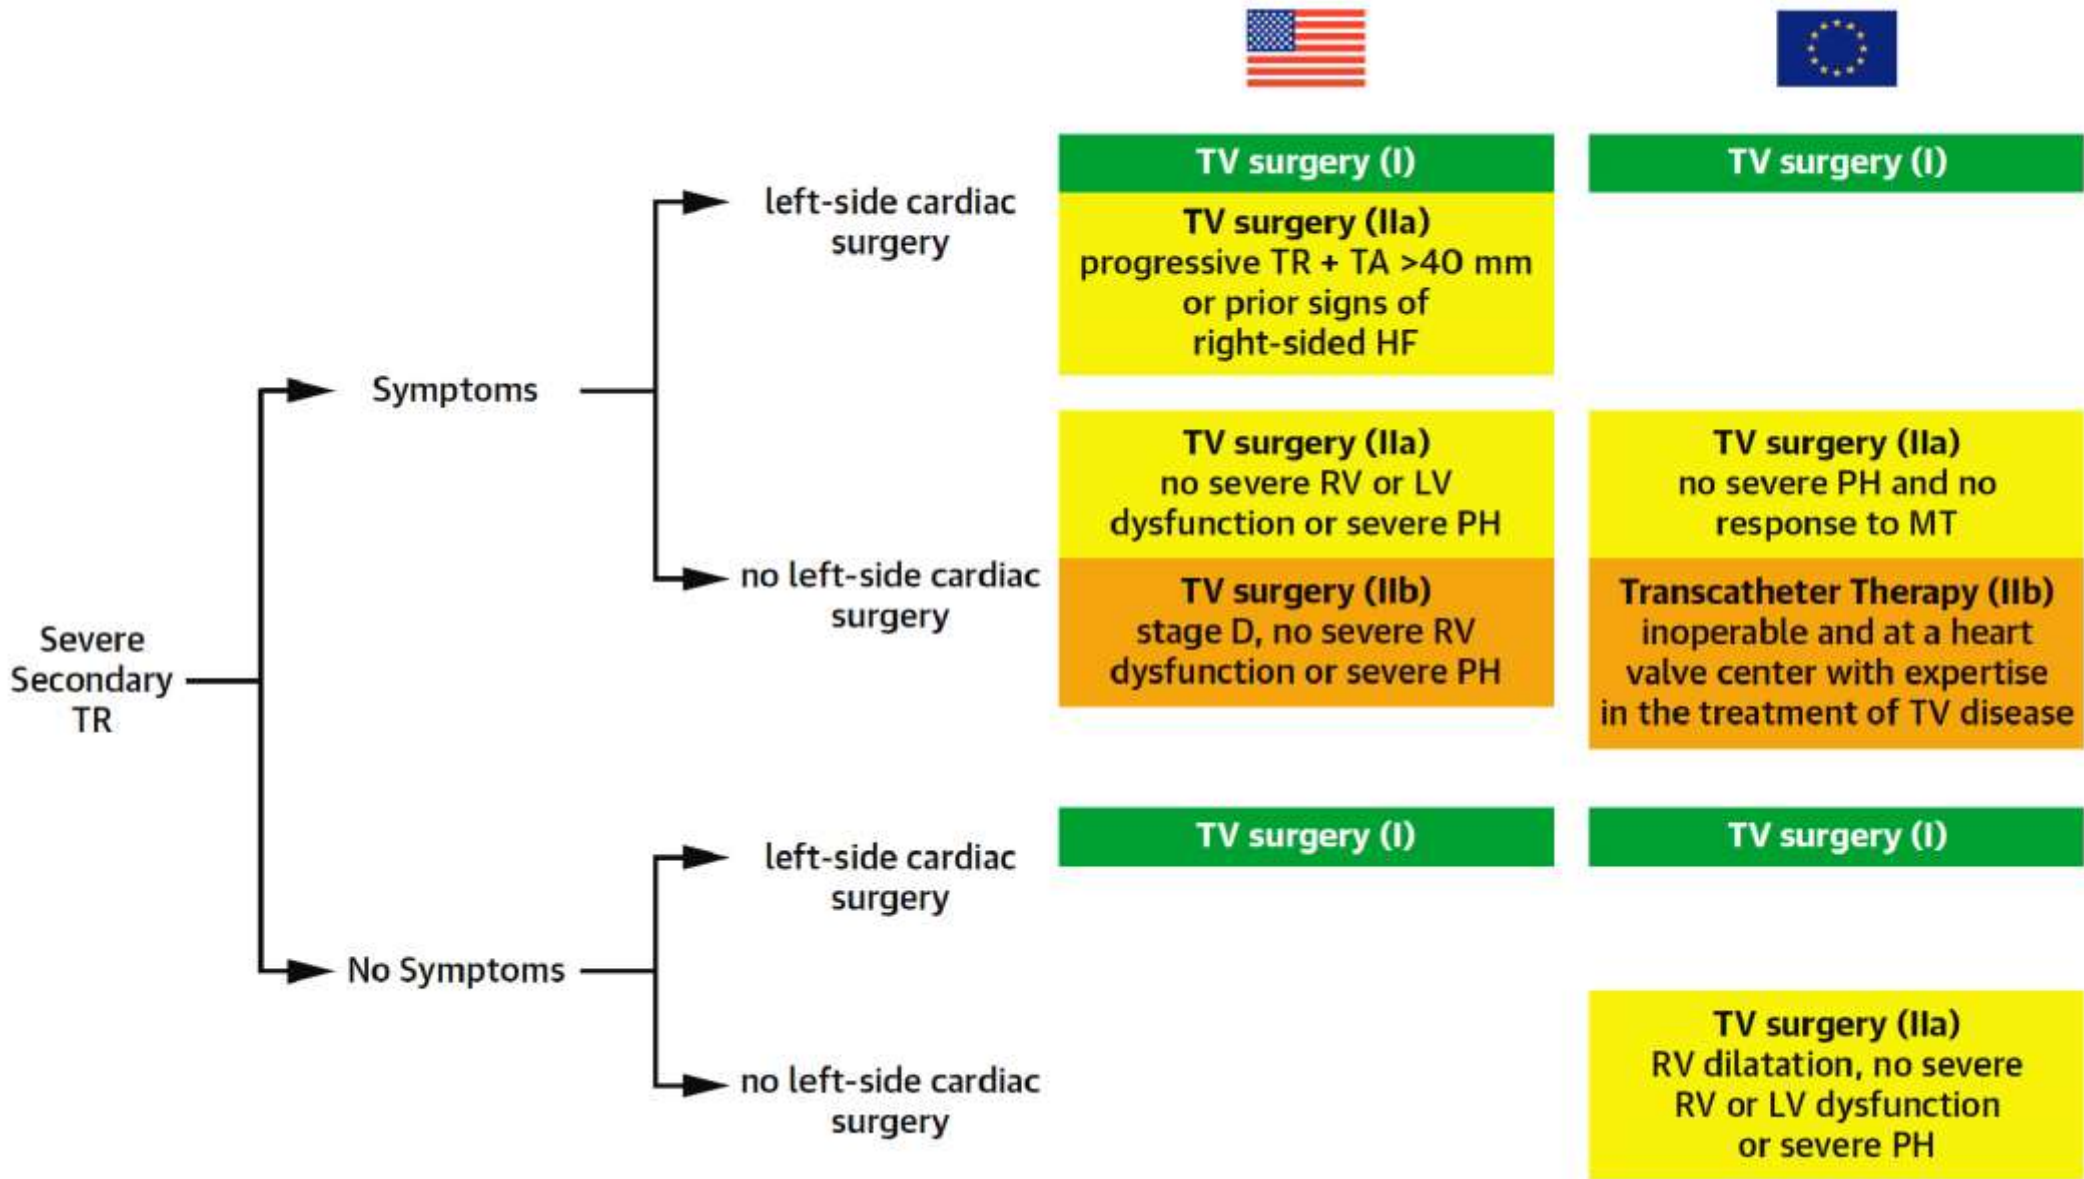 Severe
Secondary
TR
Symptoms
left-side cardiac
surgery
TV surgery (I)
TV surgery (IIa)
progressive TR + TA >40 mm
or prior signs of
right-sided HF
TV surgery (I)
no left-side cardiac
surgery
TV surgery (IIa)
no severe RV or LV
dysfunction or severe PH
TV surgery (IIb)
stage D, no severe RV
dysfunction or severe PH
TV surgery (IIa)
no severe PH and no
response to MT
Transcatheter Therapy (IIb)
inoperable and at a heart
valve center with expertise
in the treatment of TV disease
No Symptoms
left-side cardiac
surgery
TV surgery (I)
TV surgery (I)
no left-side cardiac
surgery
TV surgery (IIa)
RV dilatation, no severe
RV or LV dysfunction
or severe PH